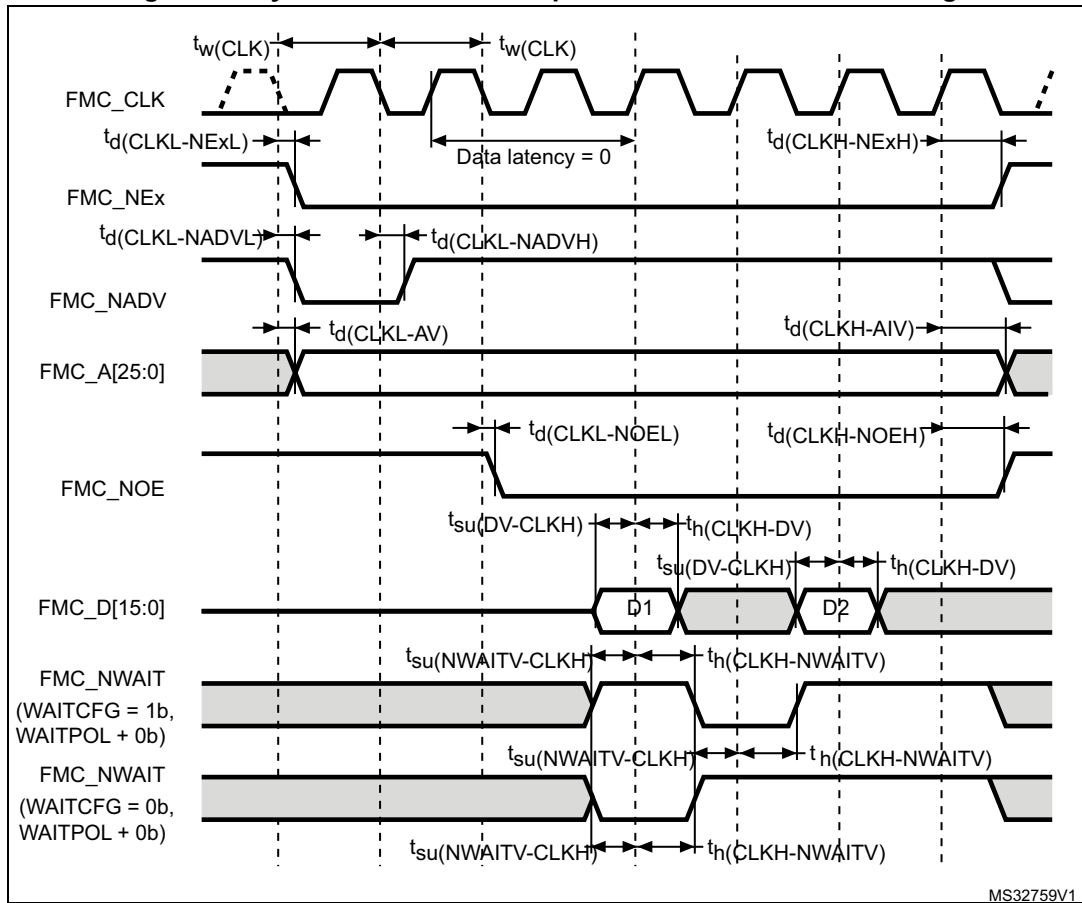 tw(CLK) tw(CLK)
FMC_CLK
td(CLKL-NExL) Data latency = 0 td(CLKH-NExH)
FMC_NEx
td(CLKL-NADVL) td(CLKL-NADVH)
FMC_NADV
td(CLKL-AV) td(CLKH-AIV)
FMC_A[25:0]
td(CLKL-NOEL) td(CLKH-NOEH)
FMC_NOE
tsu(DV-CLKH) th(CLKH-DV)
tsu(DV-CLKH) th(CLKH-DV)
FMC_D[15:0] D1 D2
tsu(NWAITV-CLKH) th(CLKH-NWAITV)
FMC_NWAIT
(WAITCFG = 1b,
WAITPOL + 0b)
tsu(NWAITV-CLKH) th(CLKH-NWAITV)
FMC_NWAIT
(WAITCFG = 0b,
WAITPOL + 0b)
tsu(NWAITV-CLKH) th(CLKH-NWAITV)
MS32759V1